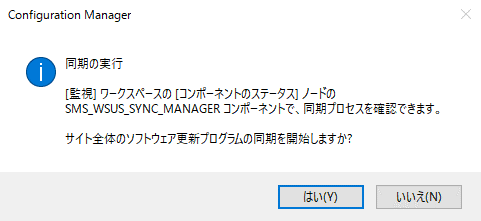 Configuration Manager
同期の実行
[監視] ワークスペースの [コンポーネントのステータス] ノードの
SMS_WSUS_SYNC_MANAGER コンポーネントで、同期プロセスを確認できます。
サイト全体のソフトウェア更新プログラムの同期を開始しますか?
はい(Y)
いいえ(N)